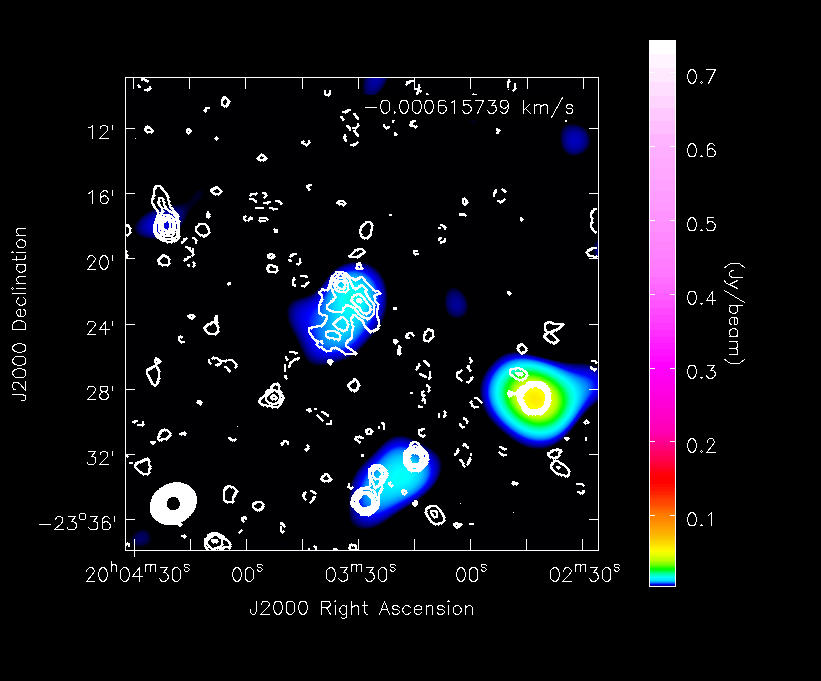 −0.000615739 km/s
12'
16'
20'
24'
28'
32'
−23°36'
J2000 Declination
20h04m30s
00s
03m30s
00s
02m30s
J2000 Right Ascension
0.7
0.6
0.5
0.4
0.3
0.2
0.1
(Jy/beam)